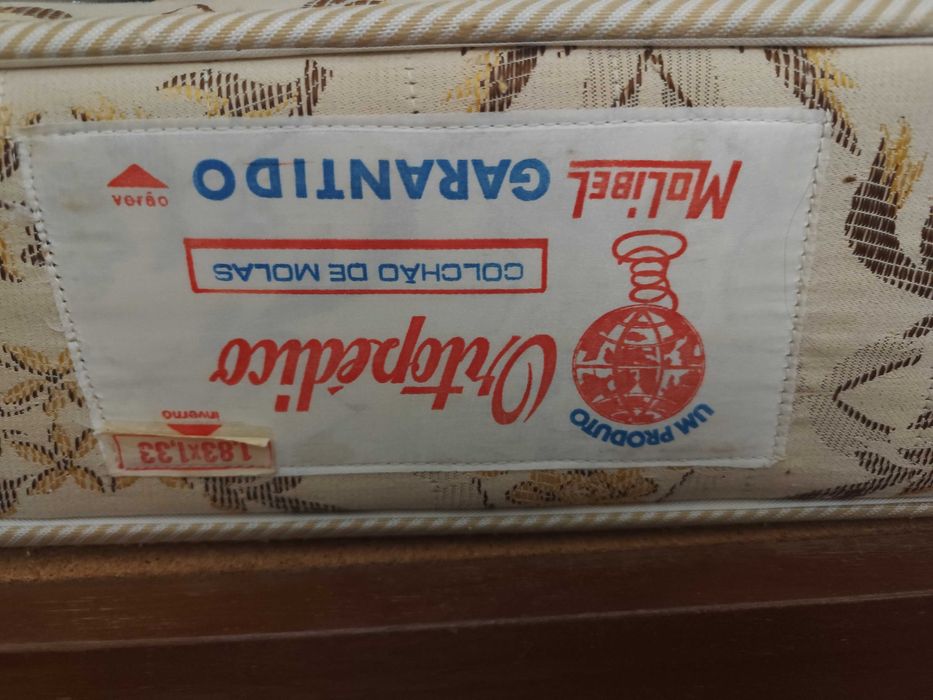 1,83x1,33
inverno
UM PRODUTO
Ortopédico
COLCHÃO DE MOLAS
MoliBEL GARANTIDO
verão